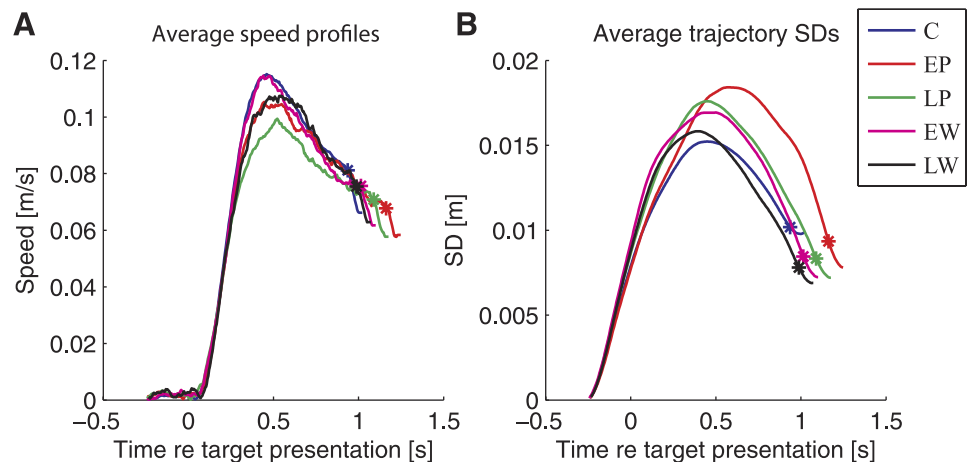 A
Average speed profiles
0.12
0.1
0.08
0.06
0.04
0.02
0
Speed [m/s]
−0.5
0
0.5
1
1.5
Time re target presentation [s]
B
Average trajectory SDs
0.02
0.015
0.01
0.005
0
SD [m]
−0.5
0
0.5
1
1.5
Time re target presentation [s]
C
EP
LP
EW
LW